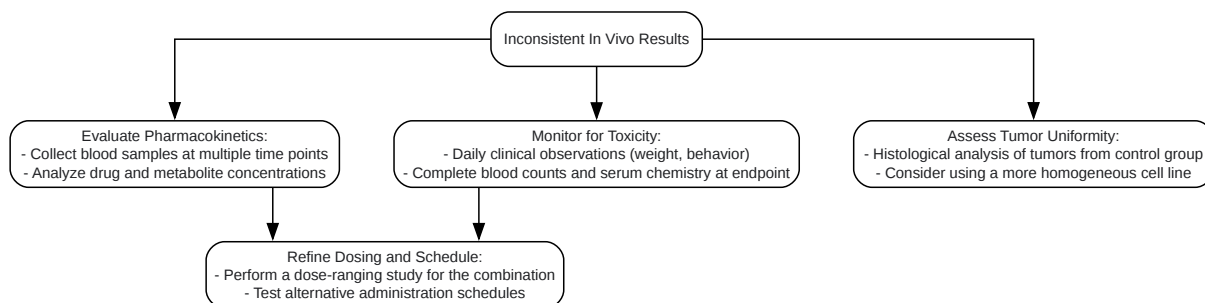 Inconsistent In Vivo Results
Evaluate Pharmacokinetics:
- Collect blood samples at multiple time points
- Analyze drug and metabolite concentrations
Monitor for Toxicity:
- Daily clinical observations (weight, behavior)
- Complete blood counts and serum chemistry at endpoint
Assess Tumor Uniformity:
- Histological analysis of tumors from control group
- Consider using a more homogeneous cell line
Refine Dosing and Schedule:
- Perform a dose-ranging study for the combination
- Test alternative administration schedules